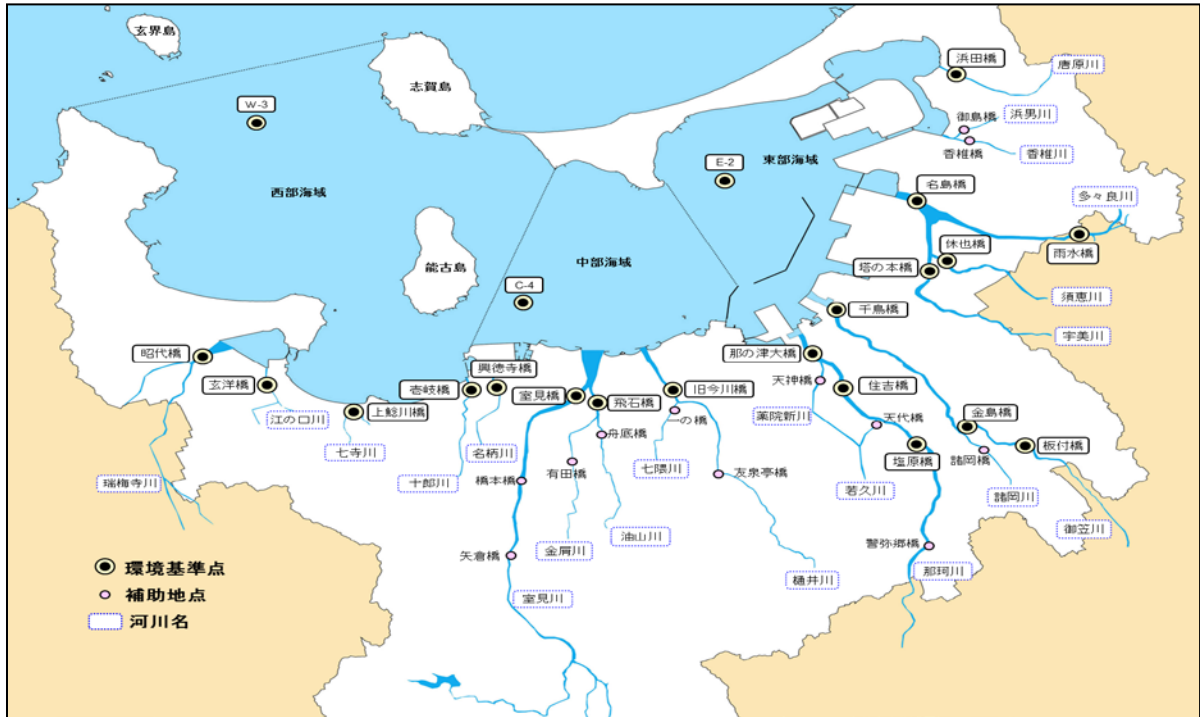 玄界島
志賀島
W-3
西部海域
能古島
E-2
東部海域
C-4
中部海域
浜田橋
唐原川
御島橋
浜男川
香椎橋
香椎川
名島橋
多々良川
休也橋
雨水橋
塔の本橋
須恵川
千鳥橋
宇美川
昭代橋
玄洋橋
江の口川
上鯰川橋
七寺川
瑞梅寺川
興徳寺橋
壱岐橋
名柄川
十郎川
室見橋
飛石橋
舟底橋
有田橋
橋本橋
金屑川
油山川
矢倉橋
室見川
旧今川橋
一の橋
七隈川
友泉亭橋
樋井川
那の津大橋
天神橋
住吉橋
薬院新川
天代橋
塩原橋
若久川
警弥郷橋
那珂川
金島橋
板付橋
諸岡橋
諸岡川
御笠川
環境基準点
補助地点
河川名